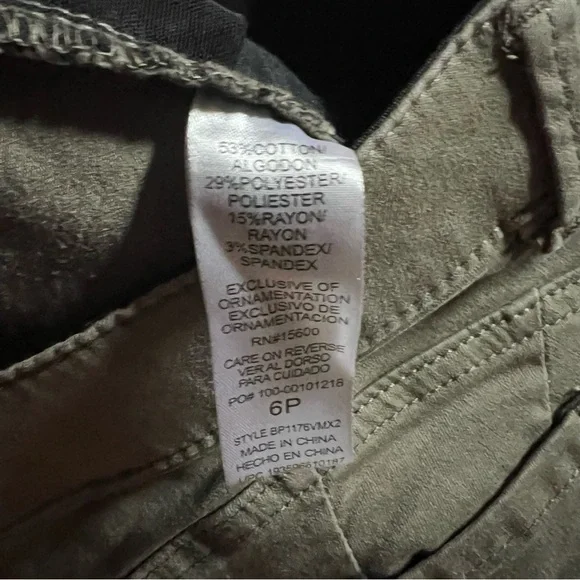 53%COTTON/
ALGODON
29%POLYESTER/
POLIESTER
15%RAYON/
RAYON
3%SPANDEX/
SPANDEX
EXCLUSIVE OF
ORNAMENTATION
EXCLUSIVO DE
ORNAMENTACION
RN#15600
CARE ON REVERSE
VER AL DORSO
PARA CUIDADO
PO# 100-00101218
6P
STYLE BP1176VMX2
MADE IN CHINA
HECHO EN CHINA
UPC